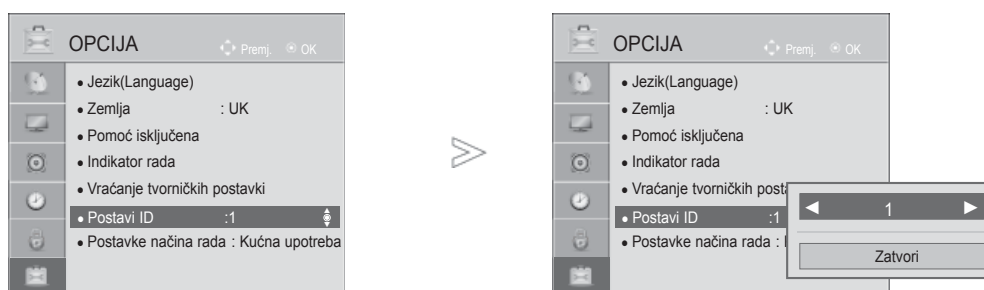 OPCIJA Premj. OK
• Jezik(Language)
• Zemlja : UK
• Pomoć isključena
• Indikator rada
• Vraćanje tvorničkih postavki
• Postavi ID :1
• Postavke načina rada : Kućna upotreba
OPCIJA Premj. OK
• Jezik(Language)
• Zemlja : UK
• Pomoć isključena
• Indikator rada
• Vraćanje tvorničkih posta
• Postavi ID :1
• Postavke načina rada :
◄ 1 ►
Zatvori